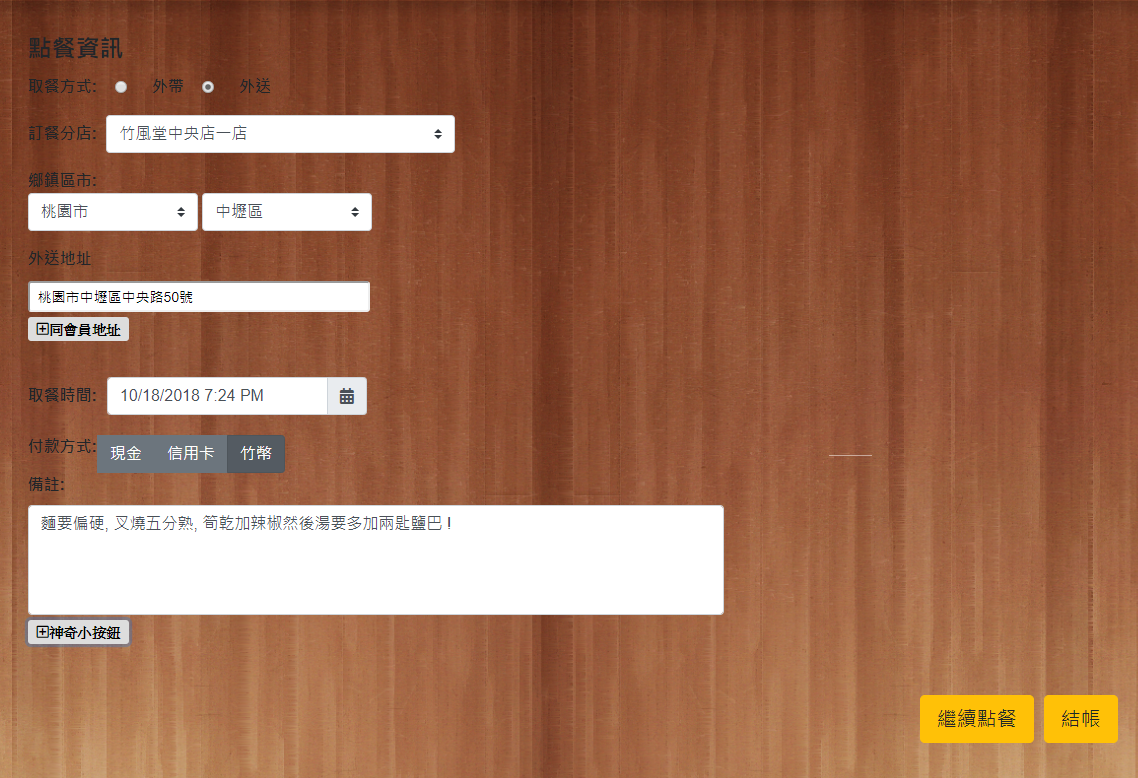 點餐資訊
取餐方式: 外帶 外送
訂餐分店: 竹風堂中央店一店
鄉鎮區市:
桃園市 中壢區
外送地址
桃園市中壢區中央路50號
同會員地址
取餐時間: 10/18/2018 7:24 PM
付款方式: 現金 信用卡 竹幣
備註:
麵要偏硬, 叉燒五分熟, 筍乾加辣椒然後湯要多加兩匙鹽巴 !
神奇小按鈕
繼續點餐 結帳